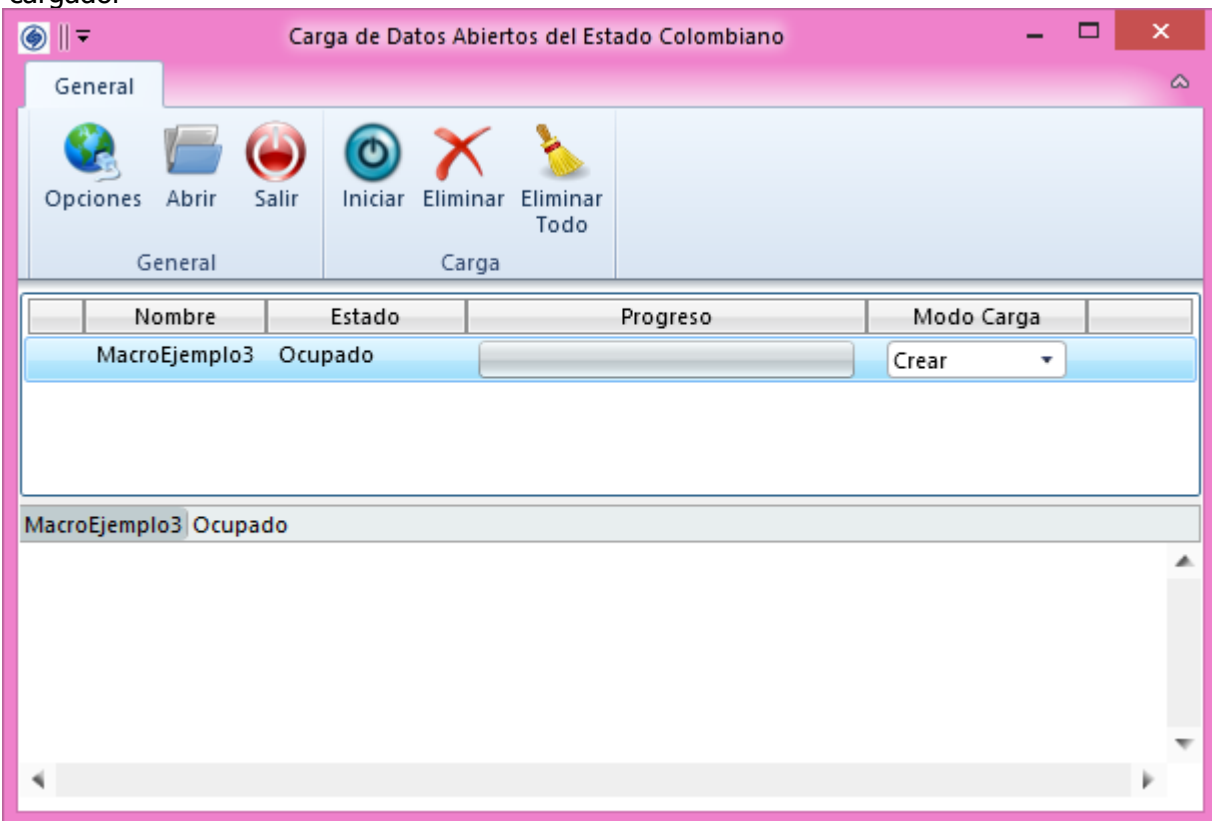 cargador
Carga de Datos Abiertos del Estado Colombiano
General
Opciones Abrir Salir Iniciar Eliminar Eliminar
Todo
General Carga
Nombre Estado Progreso Modo Carga
MacroEjemplo3 Ocupado Crear
MacroEjemplo3 Ocupado